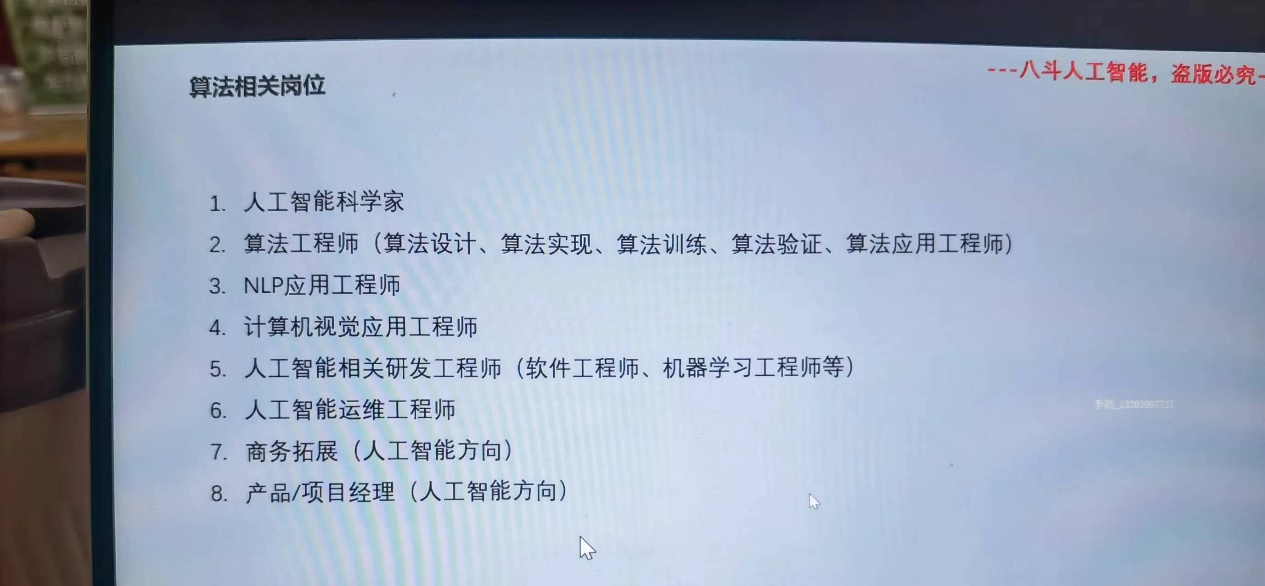 算法相关岗位
---八斗人工智能，盗版必究-
1. 人工智能科学家
2. 算法工程师（算法设计、算法实现、算法训练、算法验证、算法应用工程师）
3. NLP应用工程师
4. 计算机视觉应用工程师
5. 人工智能相关研发工程师（软件工程师、机器学习工程师等）
6. 人工智能运维工程师
7. 商务拓展（人工智能方向）
8. 产品/项目经理（人工智能方向）